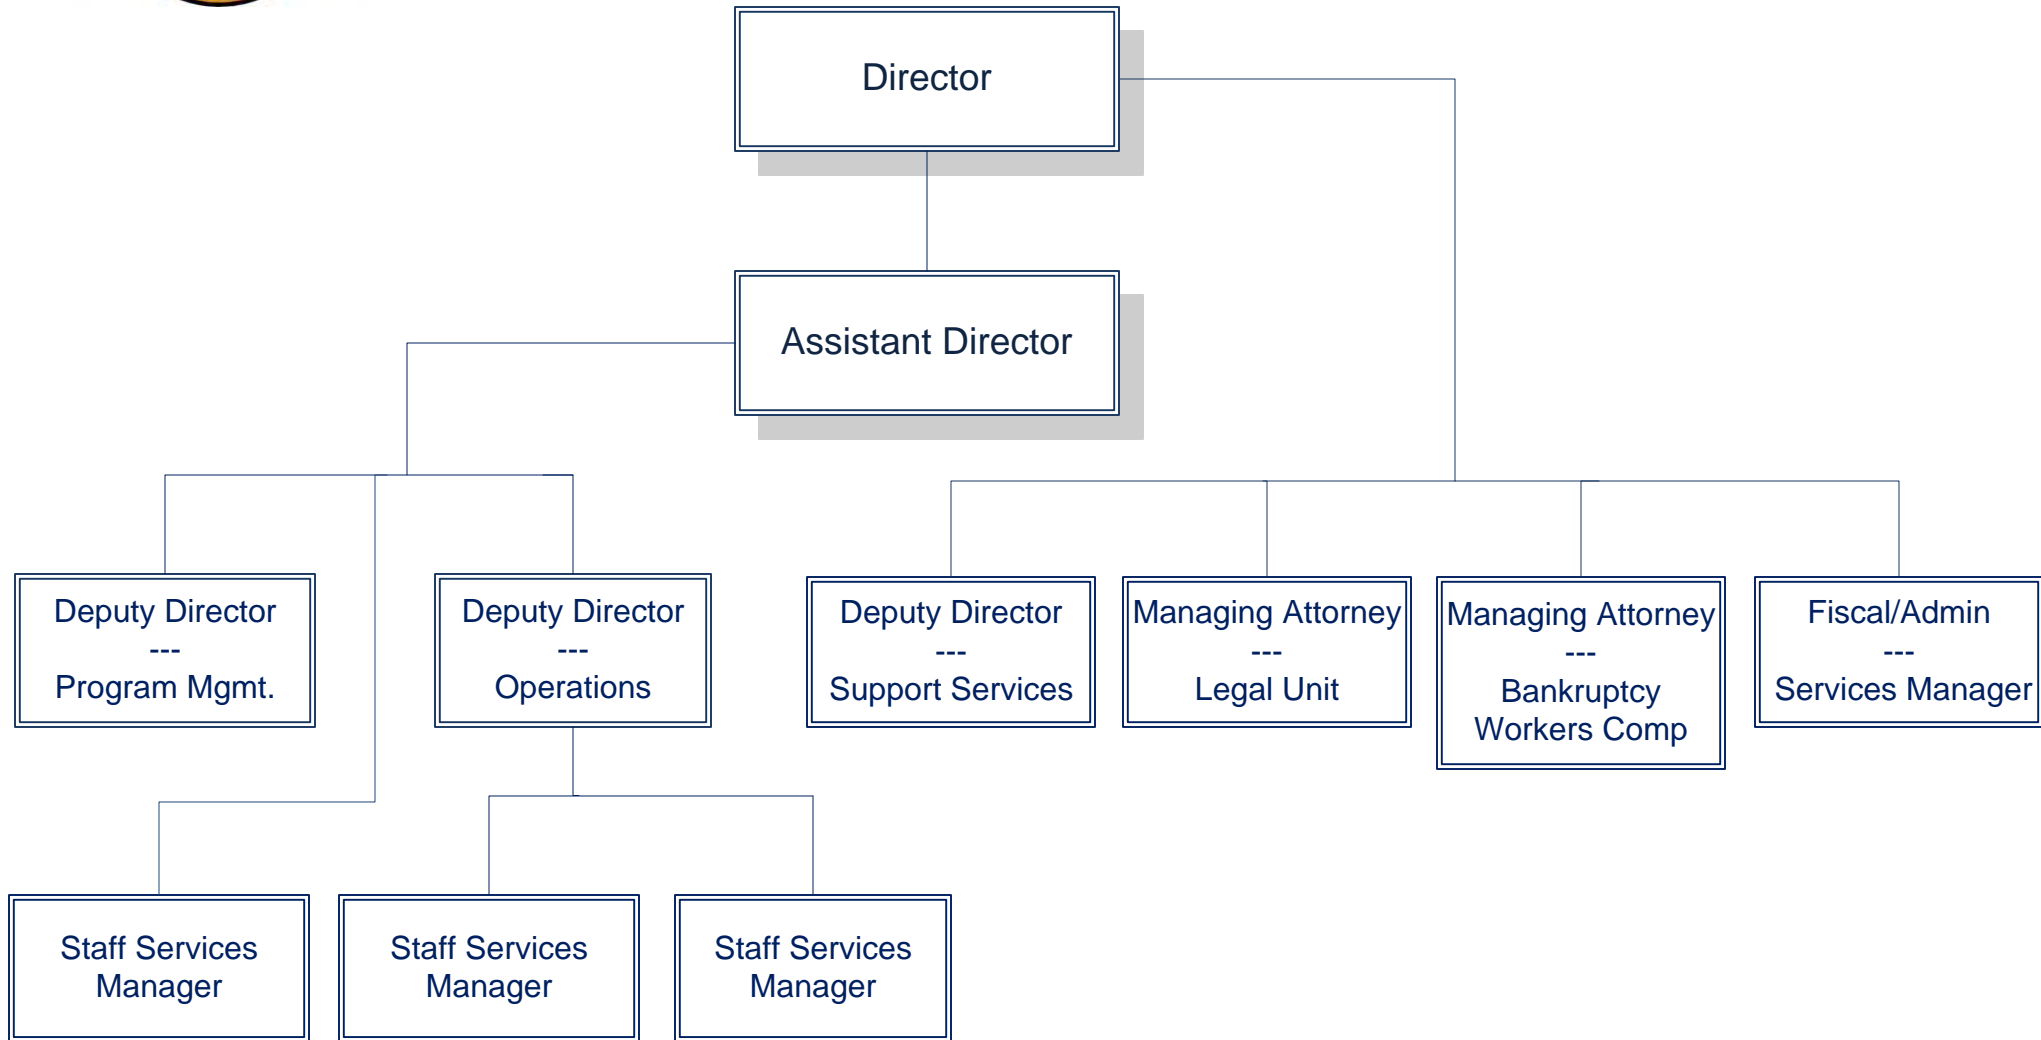 Director
Assistant Director
Deputy Director
---
Program Mgmt.
Deputy Director
---
Operations
Deputy Director
---
Support Services
Managing Attorney
---
Legal Unit
Managing Attorney
---
Bankruptcy
Workers Comp
Fiscal/Admin
---
Services Manager
Staff Services
Manager
Staff Services
Manager
Staff Services
Manager